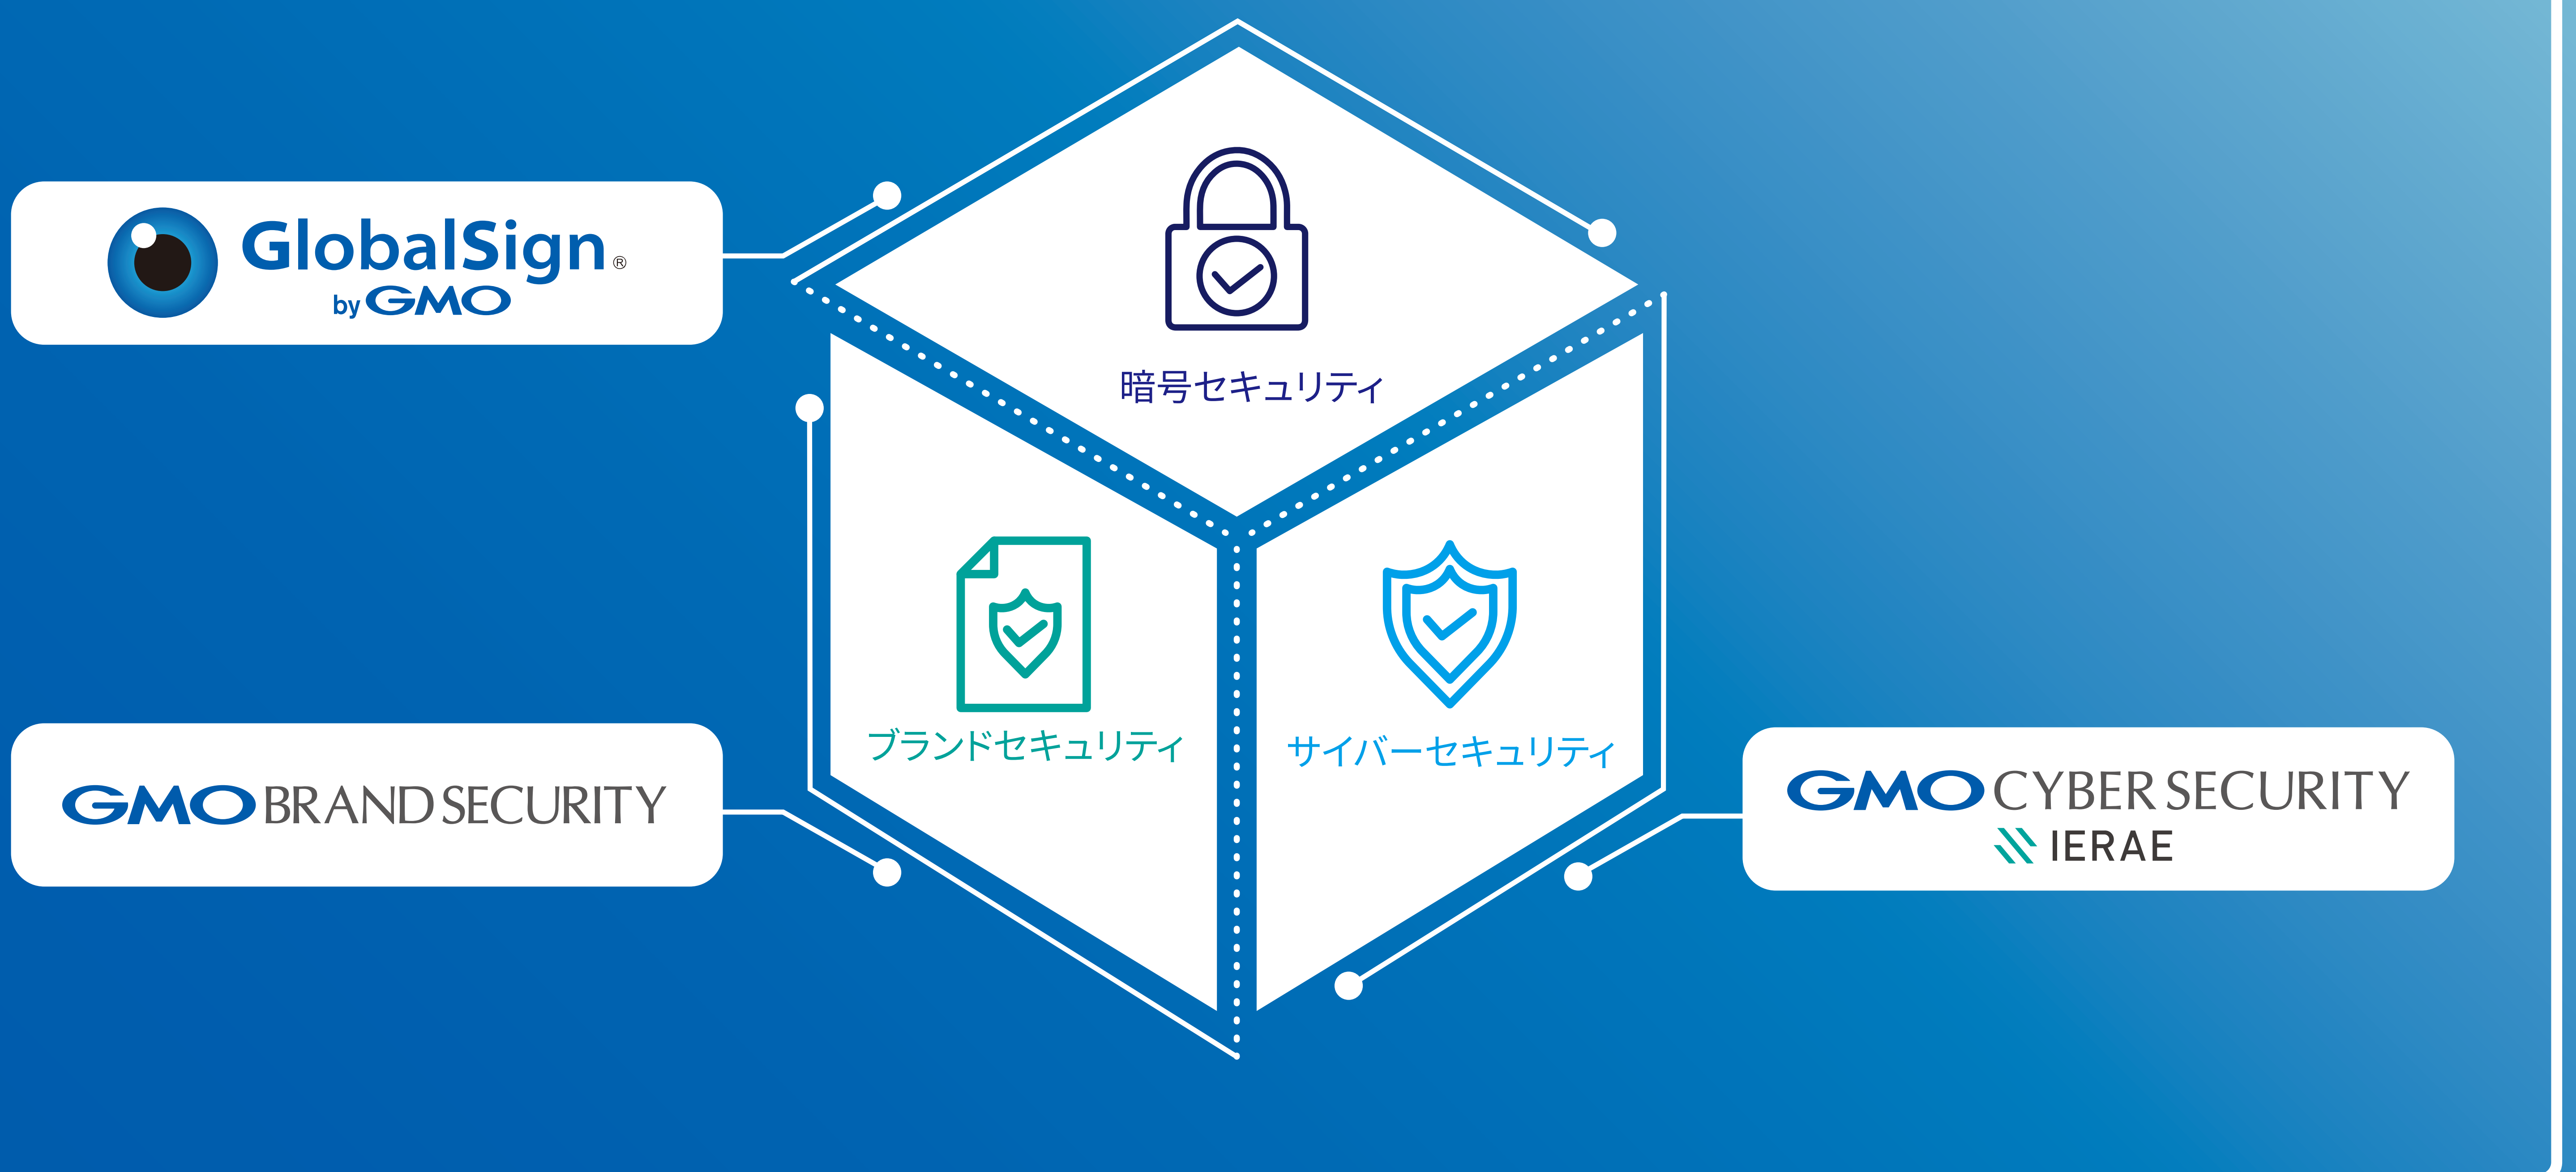 GlobalSign®
by GMO
暗号セキュリティ
ブランドセキュリティ
サイバーセキュリティ
GMO BRAND SECURITY
GMO CYBER SECURITY
IERAE